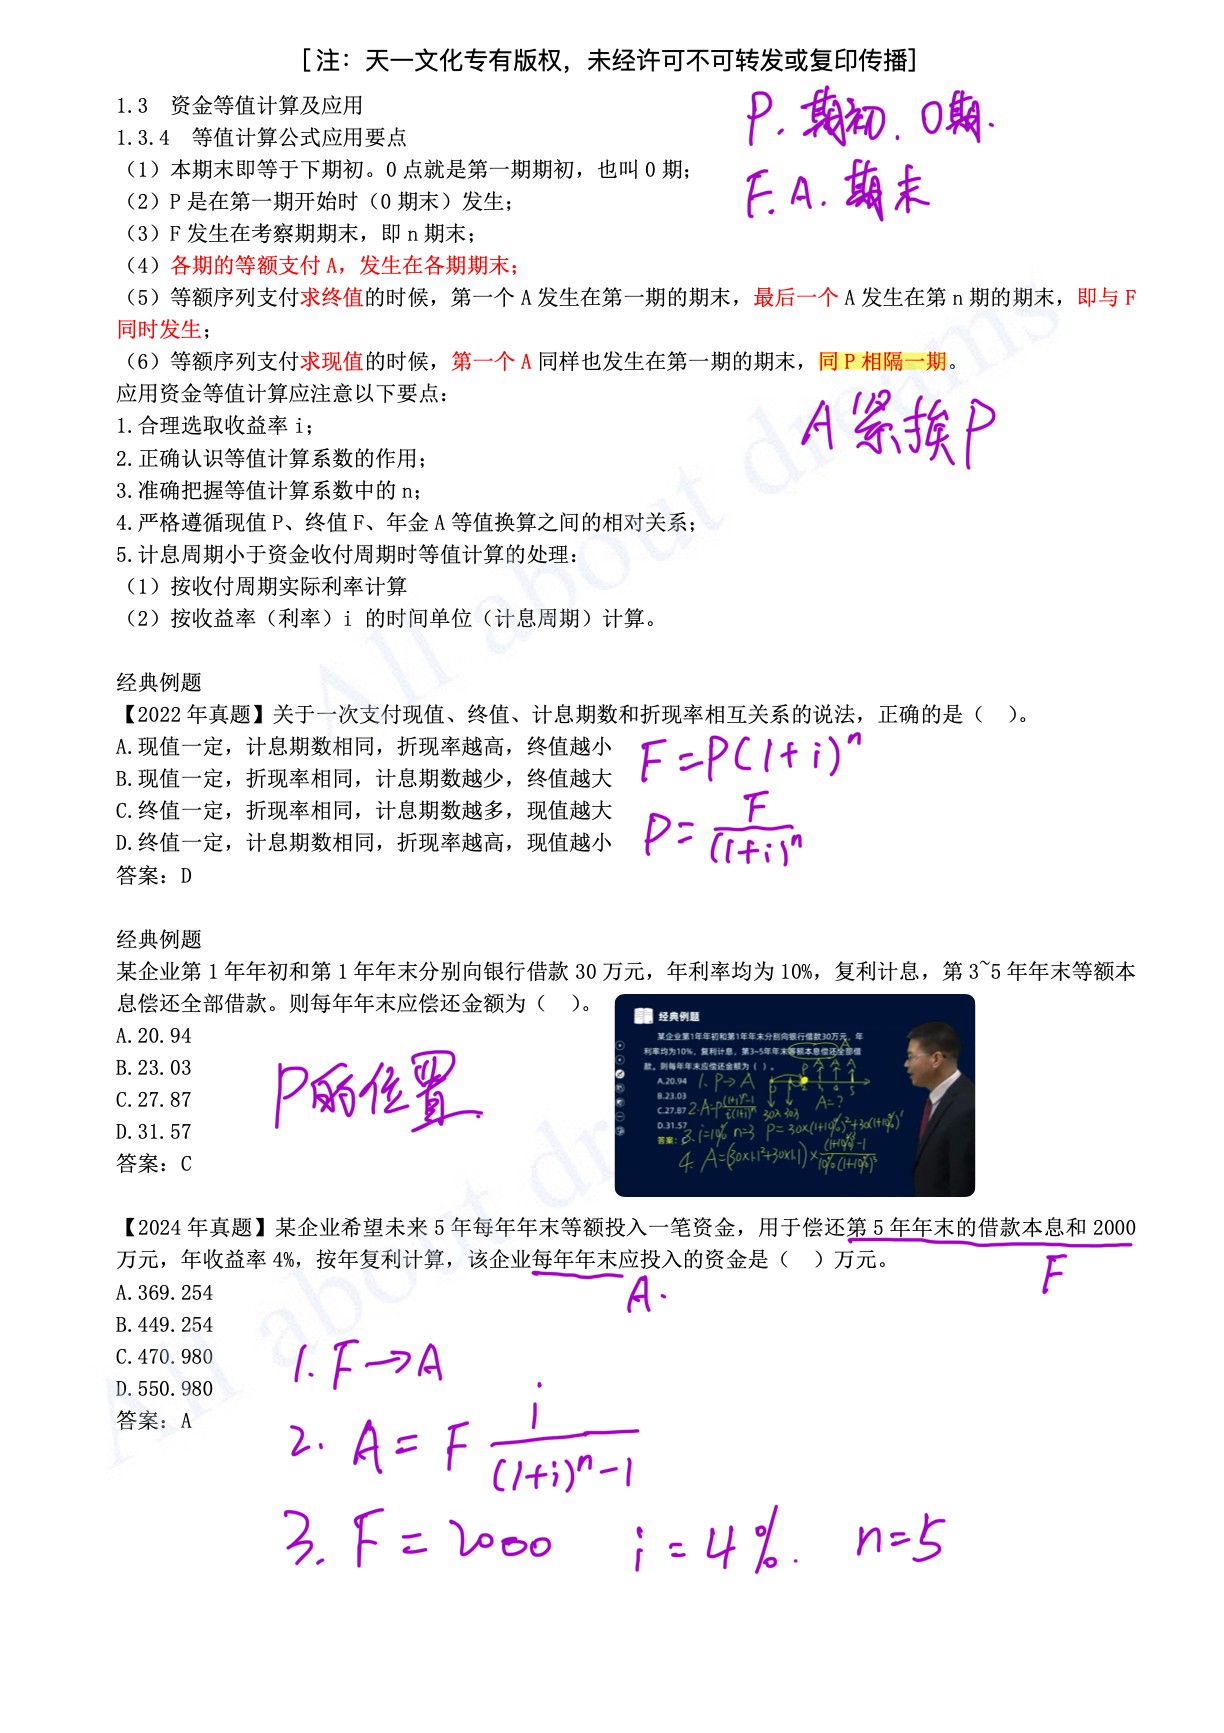 [注：天一文化专有版权，未经许可不可转发或复印传播]
1.3 资金等值计算及应用
P. 期初. 0期.
1.3.4 等值计算公式应用要点
（1）本期末即等于下期初。0 点就是第一期期初，也叫 0 期；
F. A. 期末
（2）P 是在第一期开始时（0 期末）发生；
（3）F 发生在考察期期末，即 n 期末；
（4）各期的等额支付 A，发生在各期期末；
（5）等额序列支付求终值的时候，第一个 A 发生在第一期的期末，最后一个 A 发生在第 n 期的期末，即与 F
同时发生；
（6）等额序列支付求现值的时候，第一个 A 同样也发生在第一期的期末，同 P 相隔一期。
应用资金等值计算应注意以下要点：
A 紧挨 P
1.合理选取收益率 i；
2.正确认识等值计算系数的作用；
3.准确把握等值计算系数中的 n；
4.严格遵循现值 P、终值 F、年金 A 等值换算之间的相对关系；
5.计息周期小于资金收付周期时等值计算的处理：
（1）按收付周期实际利率计算
（2）按收益率（利率）i 的时间单位（计息周期）计算。
经典例题
【2022 年真题】关于一次支付现值、终值、计息期数和折现率相互关系的说法，正确的是（ ）。
A.现值一定，计息期数相同，折现率越高，终值越小
F=P(1+i)^n
B.现值一定，折现率相同，计息期数越少，终值越大
C.终值一定，折现率相同，计息期数越多，现值越大
P= F/(1+i)^n
D.终值一定，计息期数相同，折现率越高，现值越小
答案：D
经典例题
某企业第 1 年年初和第 1 年年末分别向银行借款 30 万元，年利率均为 10%，复利计息，第 3~5 年年末等额本
息偿还全部借款。则每年年末应偿还金额为（ ）。
A.20.94
B.23.03
C.27.87
D.31.57
答案：C
P的位置
经典例题
某企业第1年年初和第1年年末分别向银行借款30万元，年
利率均为10%，复利计息，第3~5年年末等额本息偿还全部借
款。则每年年末应偿还金额为（ ）。
A.20.94 1. P→A
B.23.03
C.27.87 2. A=P (1+i)^n-1 / i(1+i)^n
A=?
D.31.57
答案：C 3. i=10% n=3 P=30×(1+10%)²+30(1+10%)¹
4. A=(30×1.1²+30×1.1)× (1+10%)³-1 / 10%(1+10%)³
【2024 年真题】某企业希望未来 5 年每年年末等额投入一笔资金，用于偿还第 5 年年末的借款本息和 2000
万元，年收益率 4%，按年复利计算，该企业每年年末应投入的资金是（ ）万元。
F
A.
A.369.254
B.449.254
C.470.980
D.550.980
答案：A
1. F→A
2. A= F i/(1+i)^n-1
3. F=2000 i=4%. n=5
All about dreams
All about dr